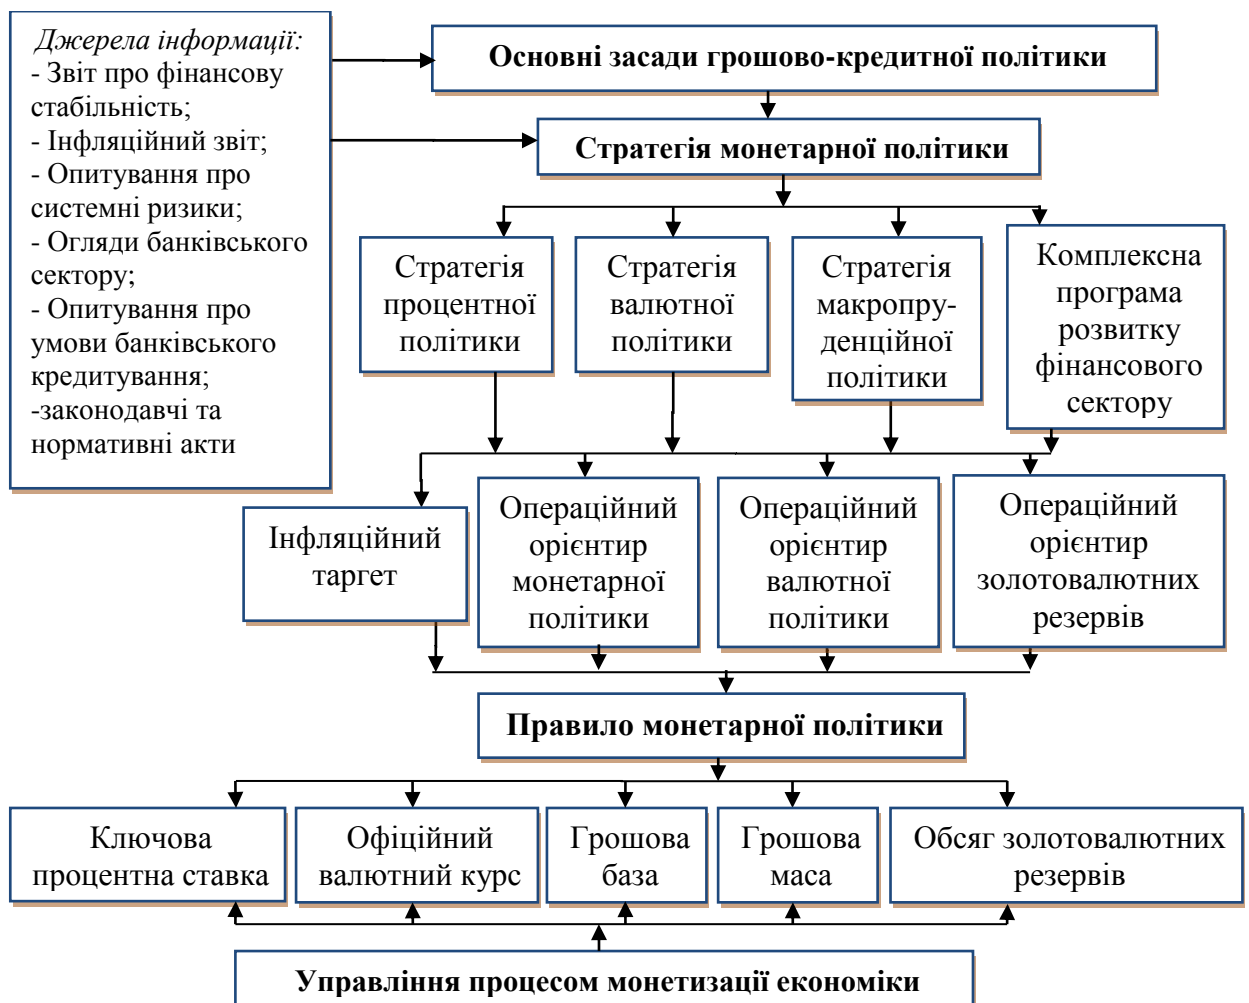 Джерела інформації:
- Звіт про фінансову
стабільність;
- Інфляційний звіт;
- Опитування про
системні ризики;
- Огляди банківського
сектору;
- Опитування про
умови банківського
кредитування;
-законодавчі та
нормативні акти
Основні засади грошово-кредитної політики
Стратегія монетарної політики
Стратегія
процентної
політики
Стратегія
валютної
політики
Стратегія
макропру-
денційної
політики
Комплексна
програма
розвитку
фінансового
сектору
Інфляційний
таргет
Операційний
орієнтир
монетарної
політики
Операційний
орієнтир
валютної
політики
Операційний
орієнтир
золотовалютних
резервів
Правило монетарної політики
Ключова
процентна ставка
Офіційний
валютний курс
Грошова
база
Грошова
маса
Обсяг золотовалютних
резервів
Управління процесом монетизації економіки